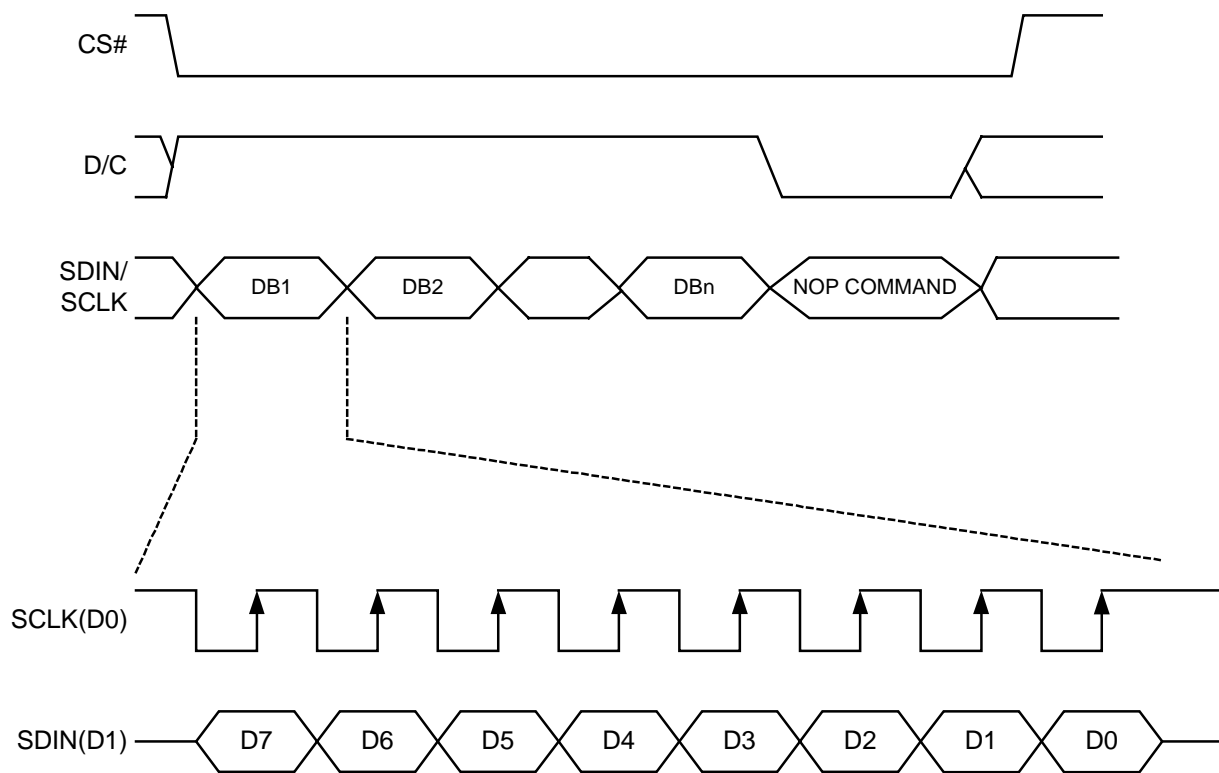 CS#
D/C
SDIN/
SCLK
DB1
DB2
DBn
NOP COMMAND
SCLK(D0)
SDIN(D1)
D7
D6
D5
D4
D3
D2
D1
D0